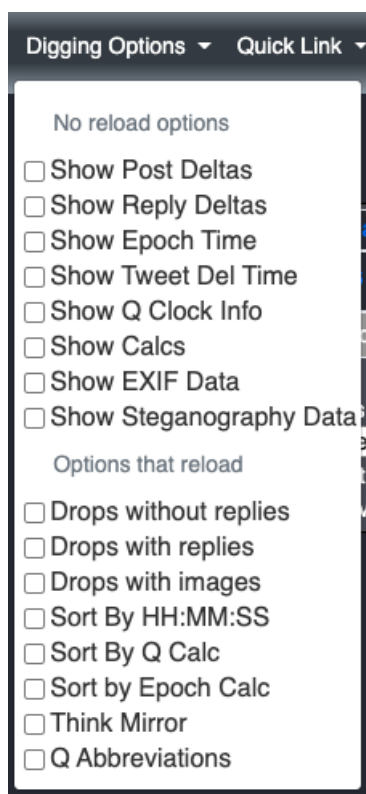 Digging Options Quick Link
No reload options
Show Post Deltas
Show Reply Deltas
Show Epoch Time
Show Tweet Del Time
Show Q Clock Info
Show Calcs
Show EXIF Data
Show Steganography Data
Options that reload
Drops without replies
Drops with replies
Drops with images
Sort By HH:MM:SS
Sort By Q Calc
Sort by Epoch Calc
Think Mirror
Q Abbreviations